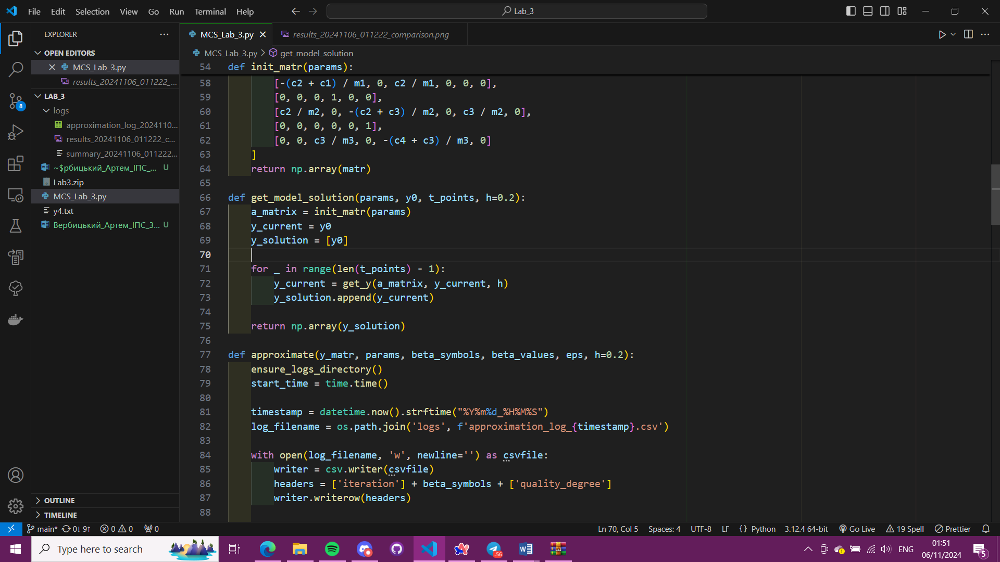 File Edit Selection View Go Run Terminal Help
Lab_3
EXPLORER
MCS_Lab_3.py
results_20241106_011222_comparison.png
OPEN EDITORS
MCS_Lab_3.py
results_20241106_011222_...
LAB_3
logs
approximation_log_2024110...
results_20241106_011222_c...
summary_20241106_011222...
~$рбицький_Артем_ІПС_... U
Lab3.zip
MCS_Lab_3.py
y4.txt
Вербицький_Артем_ІПС_3... U
OUTLINE
TIMELINE
8
MCS_Lab_3.py > get_model_solution
54 def init_matr(params):
58 [-(c2 + c1) / m1, 0, c2 / m1, 0, 0, 0],
59 [0, 0, 0, 1, 0, 0],
60 [c2 / m2, 0, -(c2 + c3) / m2, 0, c3 / m2, 0],
61 [0, 0, 0, 0, 0, 1],
62 [0, 0, c3 / m3, 0, -(c4 + c3) / m3, 0]
63 ]
64 return np.array(matr)
65
66 def get_model_solution(params, y0, t_points, h=0.2):
67 a_matrix = init_matr(params)
68 y_current = y0
69 y_solution = [y0]
70
71 for _ in range(len(t_points) - 1):
72 y_current = get_y(a_matrix, y_current, h)
73 y_solution.append(y_current)
74
75 return np.array(y_solution)
76
77 def approximate(y_matr, params, beta_symbols, beta_values, eps, h=0.2):
78 ensure_logs_directory()
79 start_time = time.time()
80
81 timestamp = datetime.now().strftime("%Y%m%d_%H%M%S")
82 log_filename = os.path.join('logs', f'approximation_log_{timestamp}.csv')
83
84 with open(log_filename, 'w', newline='') as csvfile:
85 writer = csv.writer(csvfile)
86 headers = ['iteration'] + beta_symbols + ['quality_degree']
87 writer.writerow(headers)
88
main* 0↓ 9↑ 0 0 0
Ln 70, Col 5 Spaces: 4 UTF-8 LF {} Python 3.12.4 64-bit Go Live 19 Spell Prettier
Type here to search
..56
ENG
01:51
06/11/2024
5